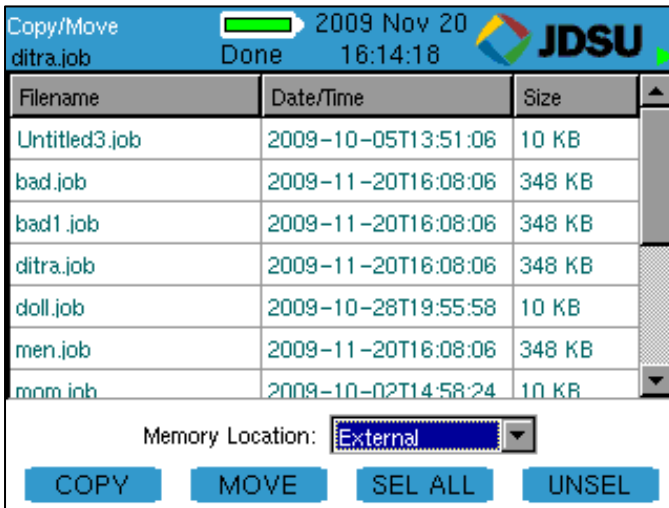 Copy/Move 2009 Nov 20 JDSU
ditra.job Done 16:14:18
Filename Date/Time Size
Untitled3.job 2009-10-05T13:51:06 10 KB
bad.job 2009-11-20T16:08:06 348 KB
bad1.job 2009-11-20T16:08:06 348 KB
ditra.job 2009-11-20T16:08:06 348 KB
doll.job 2009-10-28T19:55:58 10 KB
men.job 2009-11-20T16:08:06 348 KB
mom.job 2009-10-02T14:58:24 10 KB
Memory Location: External
COPY MOVE SEL ALL UNSEL